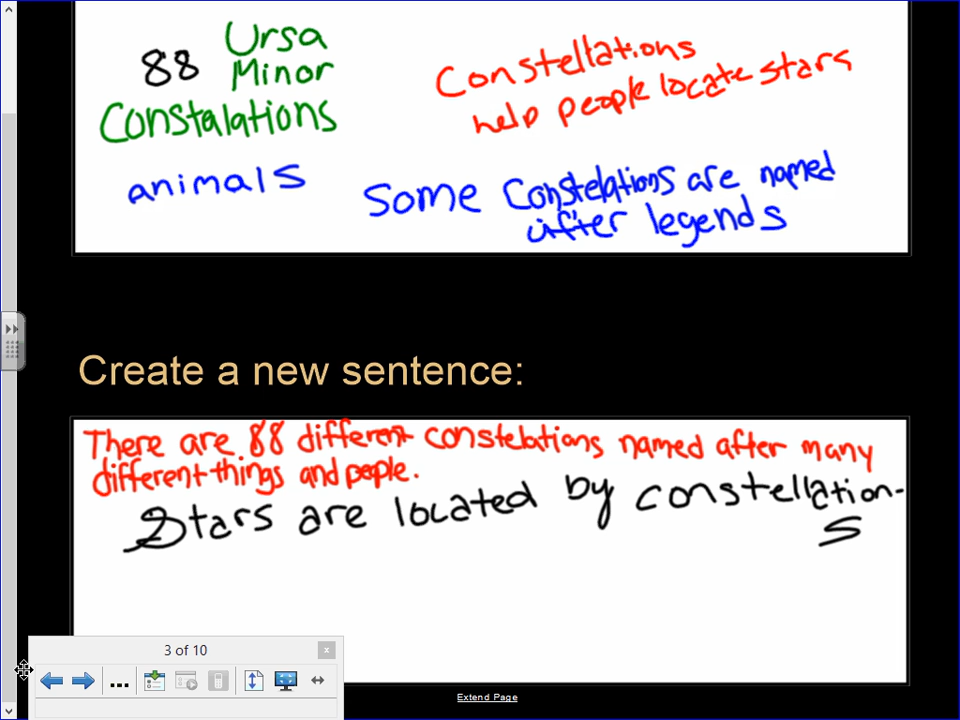 Ursa
88 Minor
Constalations
Constellations
help people locate stars
animals
Some Constelations are named
after legends
Create a new sentence:
There are 88 different constelations named after many
different things and people.
Stars are located by constellation-
s
3 of 10
Extend Page